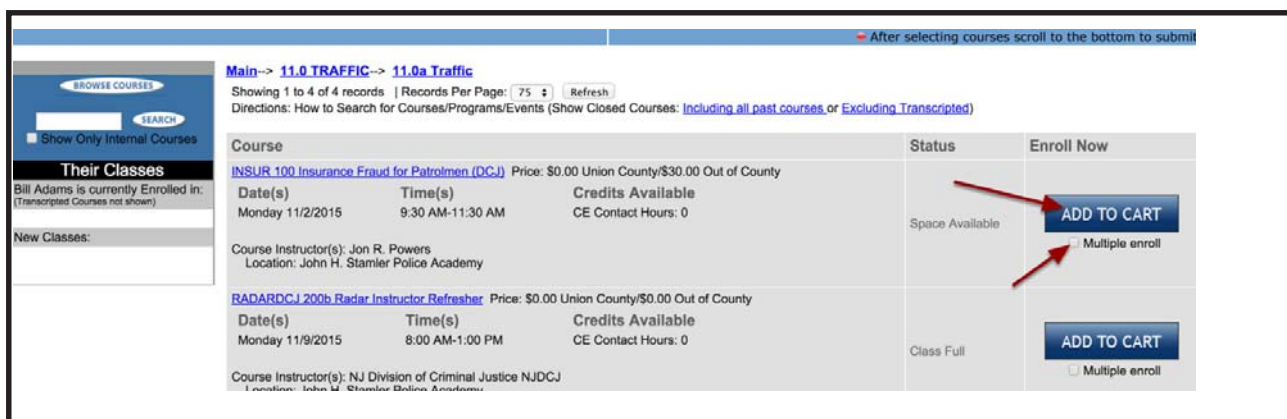 After selecting courses scroll to the bottom to submit
BROWSE COURSES
SEARCH
Show Only Internal Courses
Their Classes
Bill Adams is currently Enrolled in:
(Transcripted Courses not shown)
New Classes:
Main--> 11.0 TRAFFIC--> 11.0a Traffic
Showing 1 to 4 of 4 records | Records Per Page: 75 Refresh
Directions: How to Search for Courses/Programs/Events (Show Closed Courses: Including all past courses or Excluding Transcripted)
Course Status Enroll Now
INSUR 100 Insurance Fraud for Patrolmen (DCJ) Price: $0.00 Union County/$30.00 Out of County
Date(s) Time(s) Credits Available
Monday 11/2/2015 9:30 AM-11:30 AM CE Contact Hours: 0
Space Available
ADD TO CART
Multiple enroll
Course Instructor(s): Jon R. Powers
Location: John H. Stamler Police Academy
RADARDCJ 200b Radar Instructor Refresher Price: $0.00 Union County/$0.00 Out of County
Date(s) Time(s) Credits Available
Monday 11/9/2015 8:00 AM-1:00 PM CE Contact Hours: 0
Class Full
ADD TO CART
Multiple enroll
Course Instructor(s): NJ Division of Criminal Justice NJDCJ
Location: John H. Stamler Police Academy